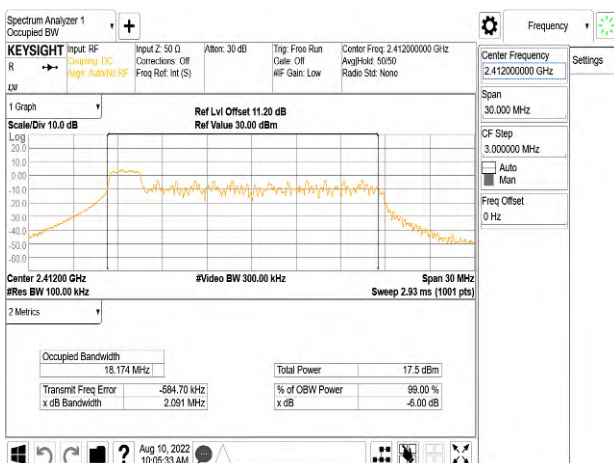 Spectrum Analyzer 1
Occupied BW
Frequency
KEYSIGHT
R
Input: RF
Coupling: DC
Align: Auto/No RF
Input Z: 50 Ω
Corrections: Off
Freq Ref: Int (S)
Atten: 30 dB
Trig: Free Run
Gate: Off
#IF Gain: Low
Center Freq: 2.412000000 GHz
Avg|Hold: 50/50
Radio Std: None
Center Frequency
2.412000000 GHz
Settings
Span
30.000 MHz
CF Step
3.000000 MHz
Auto
Man
Freq Offset
0 Hz
1 Graph
Scale/Div 10.0 dB
Ref Lvl Offset 11.20 dB
Ref Value 30.00 dBm
Log
20.0
10.0
0.00
-10.0
-20.0
-30.0
-40.0
-50.0
-60.0
Center 2.41200 GHz
#Res BW 100.00 kHz
#Video BW 300.00 kHz
Span 30 MHz
Sweep 2.93 ms (1001 pts)
2 Metrics
Occupied Bandwidth
18.174 MHz
Total Power 17.5 dBm
Transmit Freq Error -584.70 kHz
% of OBW Power 99.00 %
x dB Bandwidth 2.091 MHz
x dB -6.00 dB
?
Aug 10, 2022
10:05:33 AM